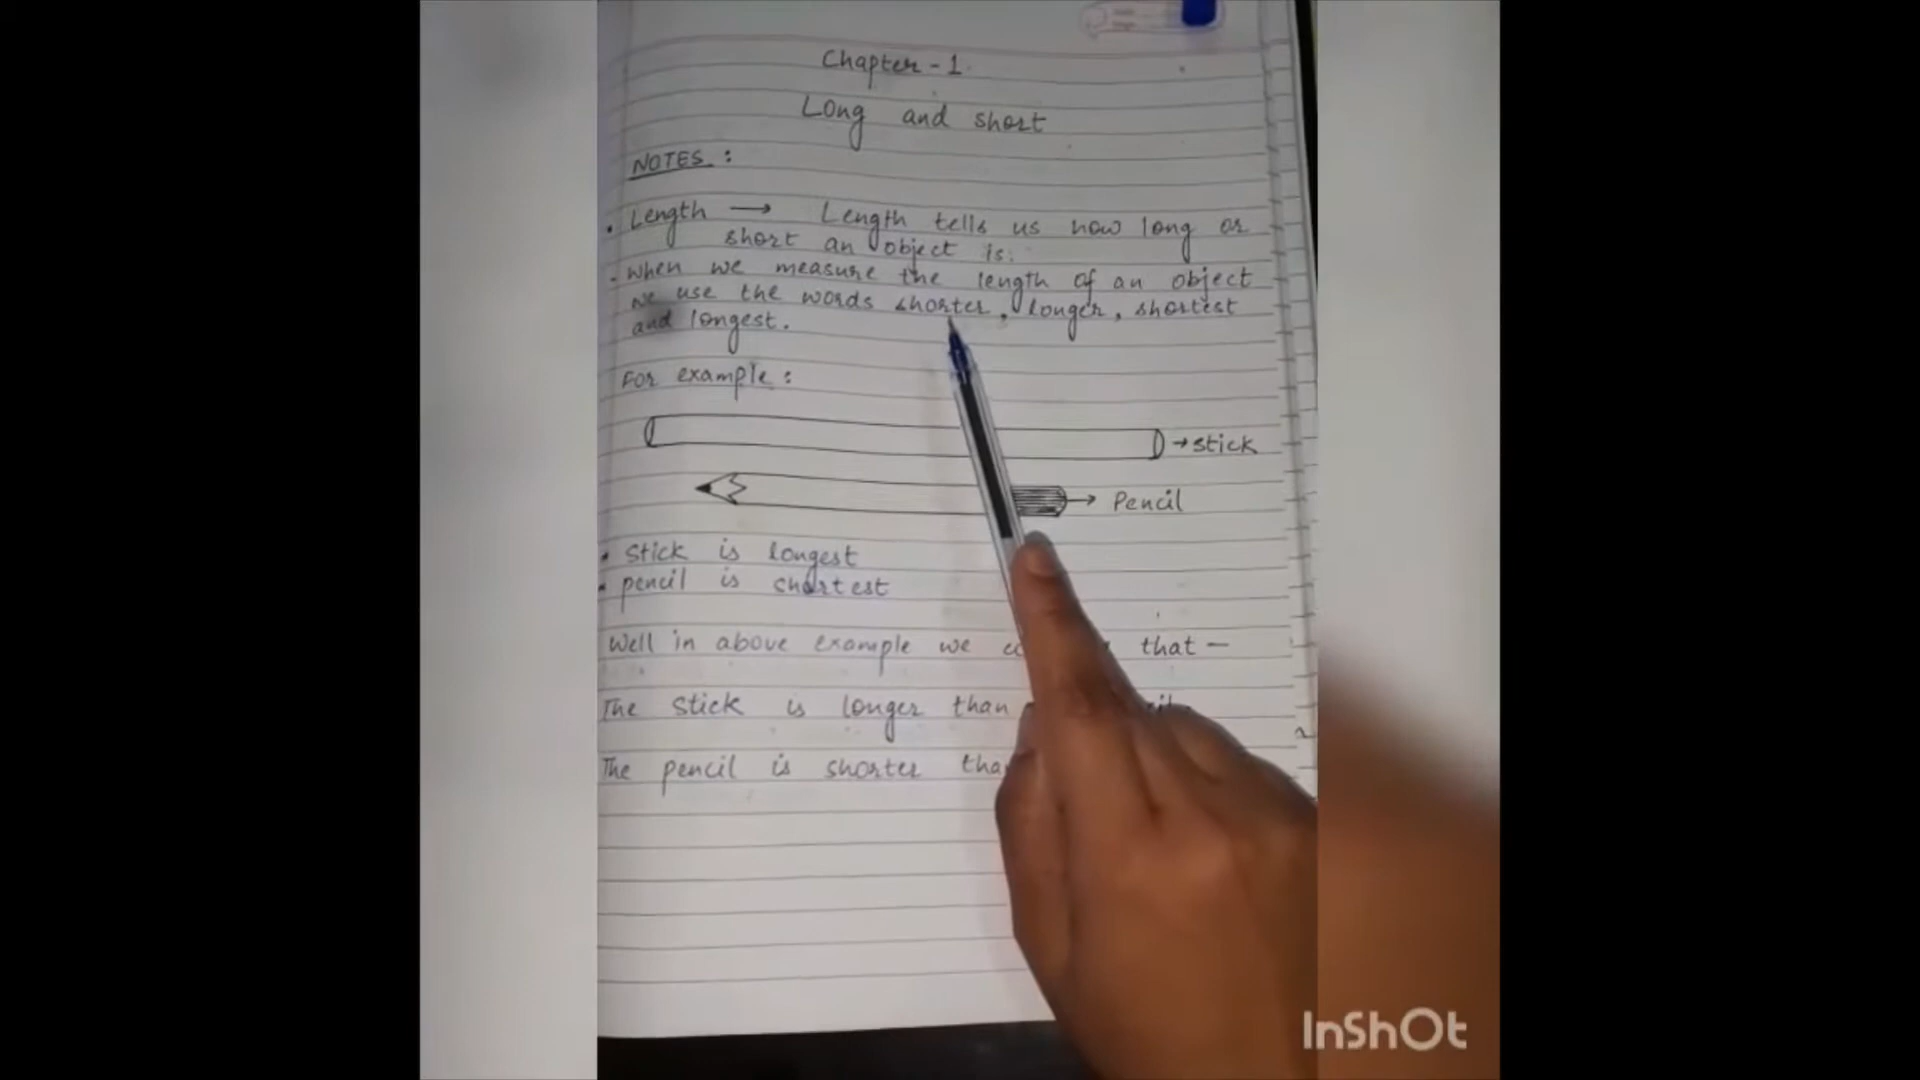 Chapter - 1
Long and short
NOTES :
• Length → Length tells us how long or
short an object is.
- When we measure the length of an object
we use the words shorter, longer, shortest
and longest.
For example :
→ stick
→ Pencil
• Stick is longest
• pencil is shortest
Well in above example we that —
The stick is longer than
The pencil is shorter
InShOt